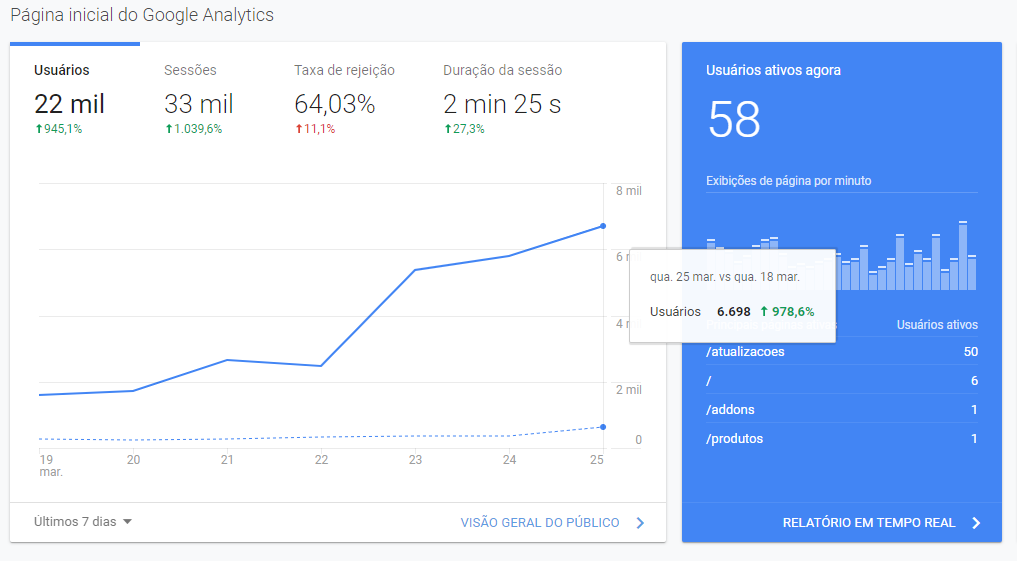 Página inicial do Google Analytics
Usuários
22 mil
945,1%
Sessões
33 mil
1.039,6%
Taxa de rejeição
64,03%
11,1%
Duração da sessão
2 min 25 s
27,3%
8 mil
6
4
2 mil
0
19
mar.
20
21
22
23
24
25
qua. 25 mar. vs qua. 18 mar.
Usuários 6.698 978,6%
Últimos 7 dias
VISÃO GERAL DO PÚBLICO
Usuários ativos agora
58
Exibições de página por minuto
Usuários ativos
/atualizacoes 50
/ 6
/addons 1
/produtos 1
RELATÓRIO EM TEMPO REAL